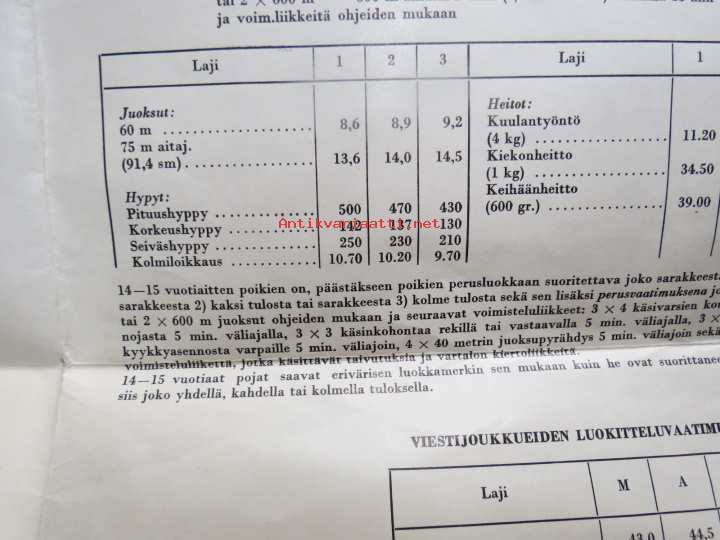 tai 2 × 600 m
ja voim.liikkeitä ohjeiden mukaan
Laji 1 2 3 Laji 1
Juoksut:
60 m .................... 8,6 8,9 9,2
75 m aitaj.
(91,4 sm).................. 13,6 14,0 14,5
Hypyt:
Pituushyppy .............. 500 470 430
Korkeushyppy ............ 142 137 130
Seiväshyppy .............. 250 230 210
Kolmiloikkaus ............ 10.70 10.20 9.70
Heitot:
Kuulantyöntö
(4 kg) .................. 11.20
Kiekonheitto
(1 kg) .................. 34.50
Keihäänheitto
(600 gr.) ................ 39.00
Antikvariaatti.net
14—15 vuotiaitten poikien on, päästäkseen poikien perusluokkaan suoritettava joko sarakkeesta
sarakkeesta 2) kaksi tulosta tai sarakkeesta 3) kolme tulosta sekä sen lisäksi perusvaatimuksena
tai 2 × 600 m juoksut ohjeiden mukaan ja seuraavat voimisteluliikkeet: 3 × 4 käsivarsien
nojasta 5 min. väliajalla, 3 × 3 käsinkohontaa rekillä tai vastaavalla 5 min. väliajalla, 3 ×
kyykkyasennosta varpaille 5 min. väliajoin, 4 × 40 metrin juoksupyrähdys 5 min. väliajoin sekä
voimisteluliikettä, jotka käsittävät taivutuksia ja vartalon kiertoliikkeitä.
14—15 vuotiaat pojat saavat erivärisen luokkamerkin sen mukaan kuin he ovat suorittaneet
siis joko yhdellä, kahdella tai kolmella tuloksella.
VIESTIJOUKKUEIDEN LUOKITTELUVAATIMU
Laji M A
43,0 44,5